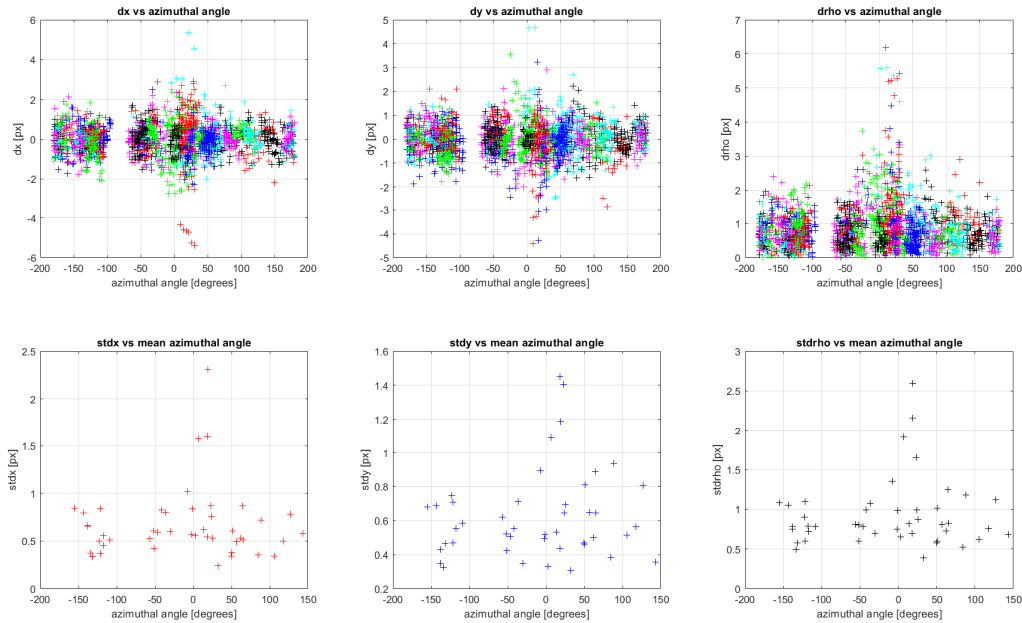 dx vs azimuthal angle
6
4
2
0
-2
-4
-6
dx [px]
-200 -150 -100 -50 0 50 100 150 200
azimuthal angle [degrees]
dy vs azimuthal angle
5
4
3
2
1
0
-1
-2
-3
-4
-5
dy [px]
-200 -150 -100 -50 0 50 100 150 200
azimuthal angle [degrees]
drho vs azimuthal angle
7
6
5
4
3
2
1
0
drho [px]
-200 -150 -100 -50 0 50 100 150 200
azimuthal angle [degrees]
stdx vs mean azimuthal angle
2.5
2
1.5
1
0.5
0
stdx [px]
-200 -150 -100 -50 0 50 100 150
azimuthal angle [degrees]
stdy vs mean azimuthal angle
1.6
1.4
1.2
1
0.8
0.6
0.4
0.2
stdy [px]
-200 -150 -100 -50 0 50 100 150
azimuthal angle [degrees]
stdrho vs mean azimuthal angle
3
2.5
2
1.5
1
0.5
0
stdrho [px]
-200 -150 -100 -50 0 50 100 150
azimuthal angle [degrees]